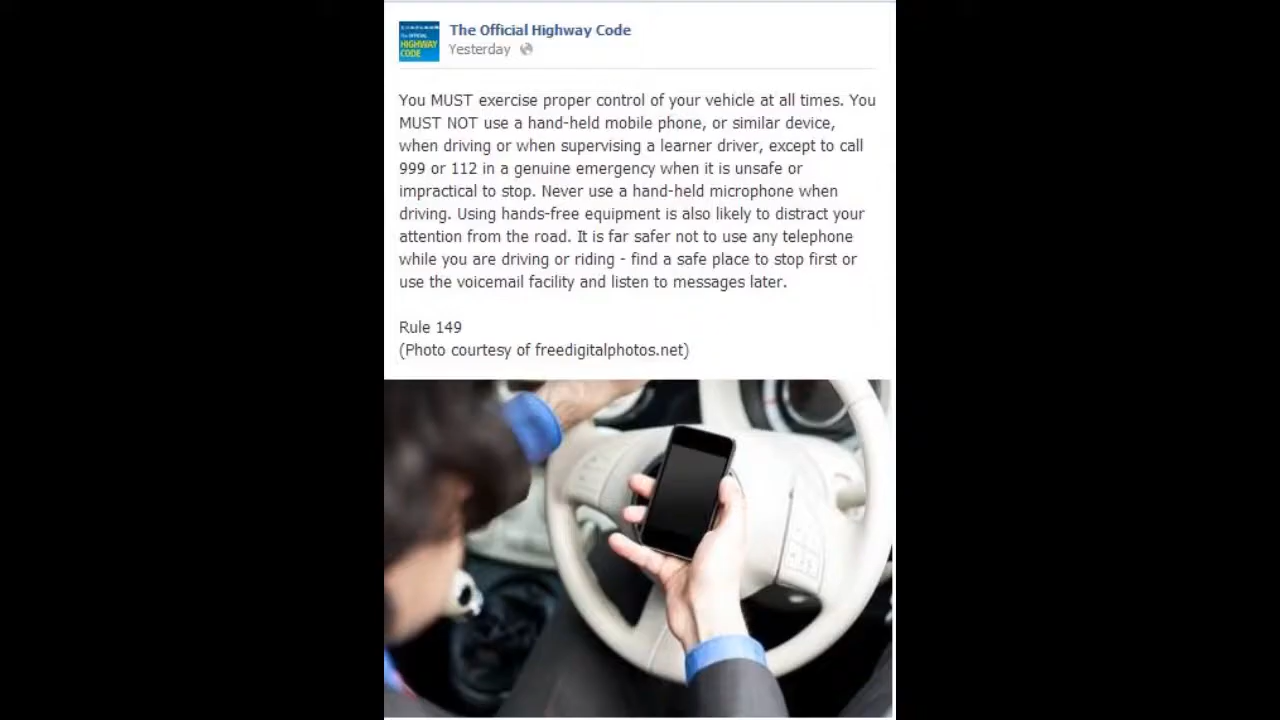 The OFFICIAL
HIGHWAY
CODE
The Official Highway Code
Yesterday
You MUST exercise proper control of your vehicle at all times. You
MUST NOT use a hand-held mobile phone, or similar device,
when driving or when supervising a learner driver, except to call
999 or 112 in a genuine emergency when it is unsafe or
impractical to stop. Never use a hand-held microphone when
driving. Using hands-free equipment is also likely to distract your
attention from the road. It is far safer not to use any telephone
while you are driving or riding - find a safe place to stop first or
use the voicemail facility and listen to messages later.
Rule 149
(Photo courtesy of freedigitalphotos.net)